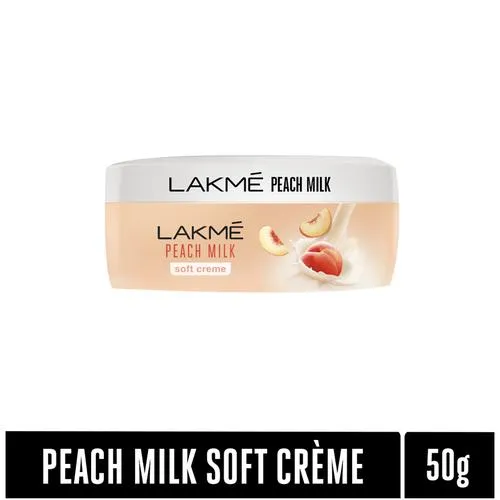 LAKMÉ PEACH MILK
LAKMÉ
PEACH MILK
soft creme
PEACH MILK SOFT CRÈME
50g